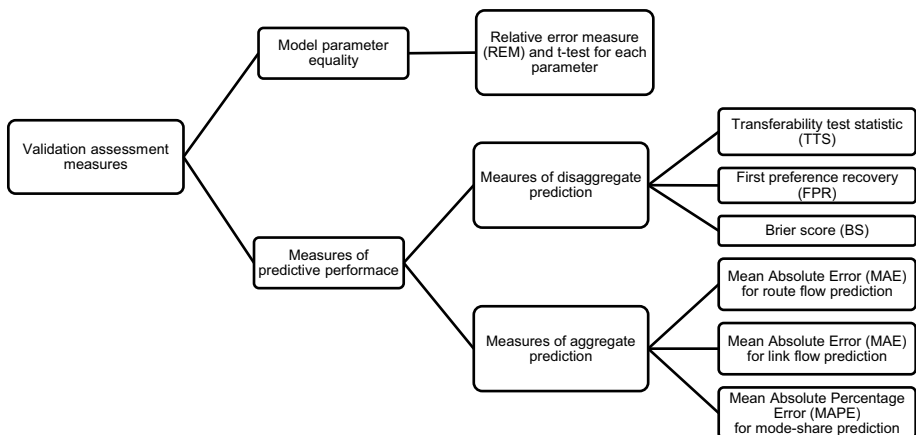 Validation assessment
measures
Model parameter
equality
Relative error measure
(REM) and t-test for each
parameter
Measures of
predictive performace
Meaures of disaggregate
prediction
Transferability test statistic
(TTS)
First preference recovery
(FPR)
Brier score (BS)
Measures of aggregate
prediction
Mean Absolute Error (MAE)
for route flow prediction
Mean Absolute Error (MAE)
for link flow prediction
Mean Absolute Percentage
Error (MAPE)
for mode-share prediction